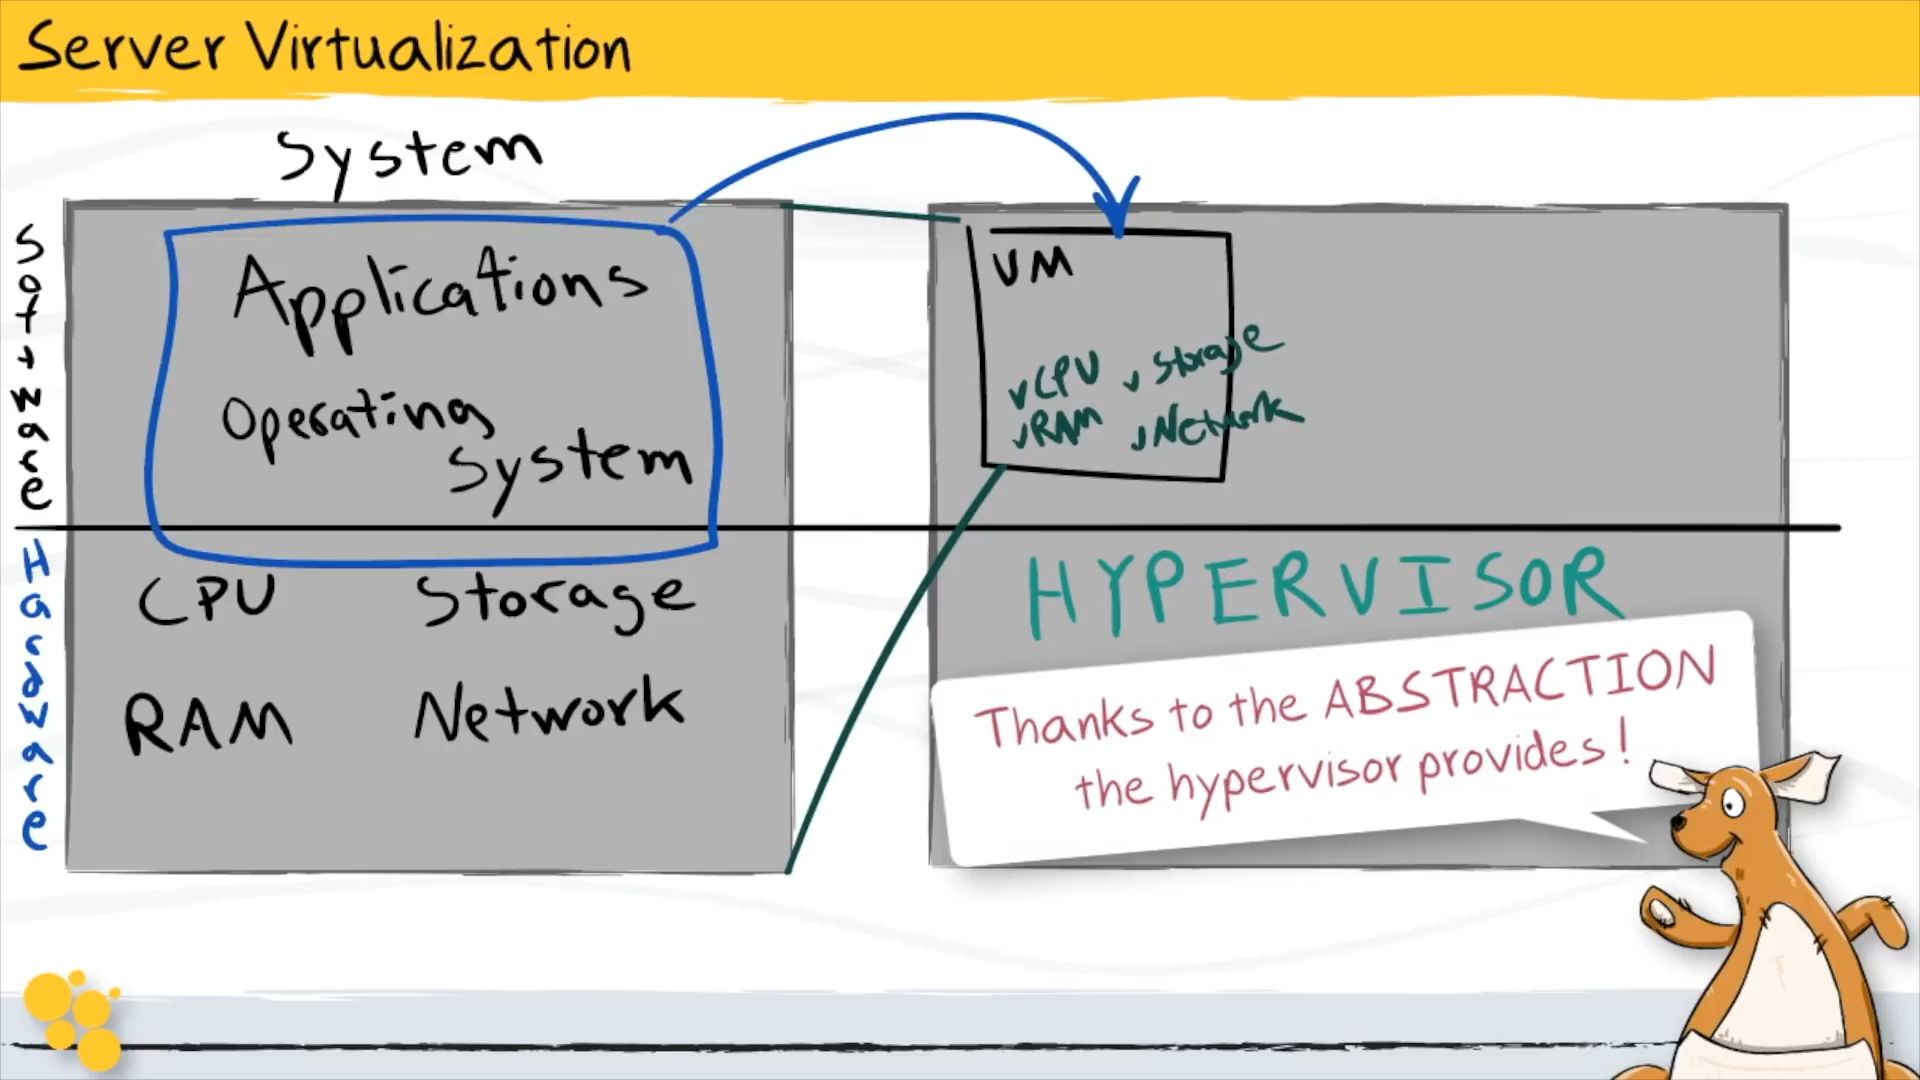 Server Virtualization
System
Software
Applications
Operating
System
Hardware
CPU Storage
RAM Network
VM
vCPU vStorage
vRAM vNetwork
HYPERVISOR
Thanks to the ABSTRACTION
the hypervisor provides!